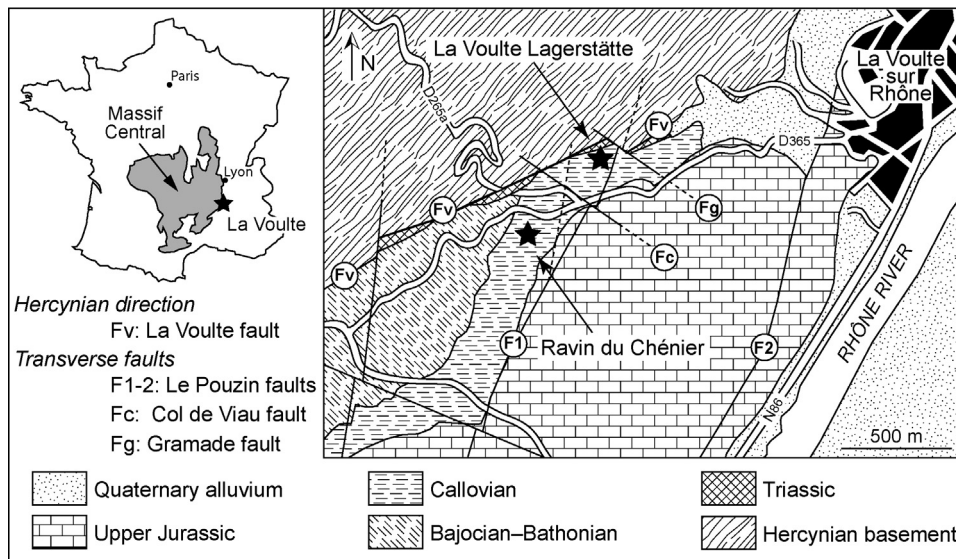 Paris
Massif
Central
Lyon
La Voulte
Hercynian direction
Fv: La Voulte fault
Transverse faults
F1-2: Le Pouzin faults
Fc: Col de Viau fault
Fg: Gramade fault
N
La Voulte Lagerstätte
La Voulte
sur
Rhône
D265a
Fv
D365
Fv
Fg
Fv
Fc
F1
Ravin du Chénier
F2
RHÔNE RIVER
N86
500 m
Quaternary alluvium
Callovian
Triassic
Upper Jurassic
Bajocian–Bathonian
Hercynian basement